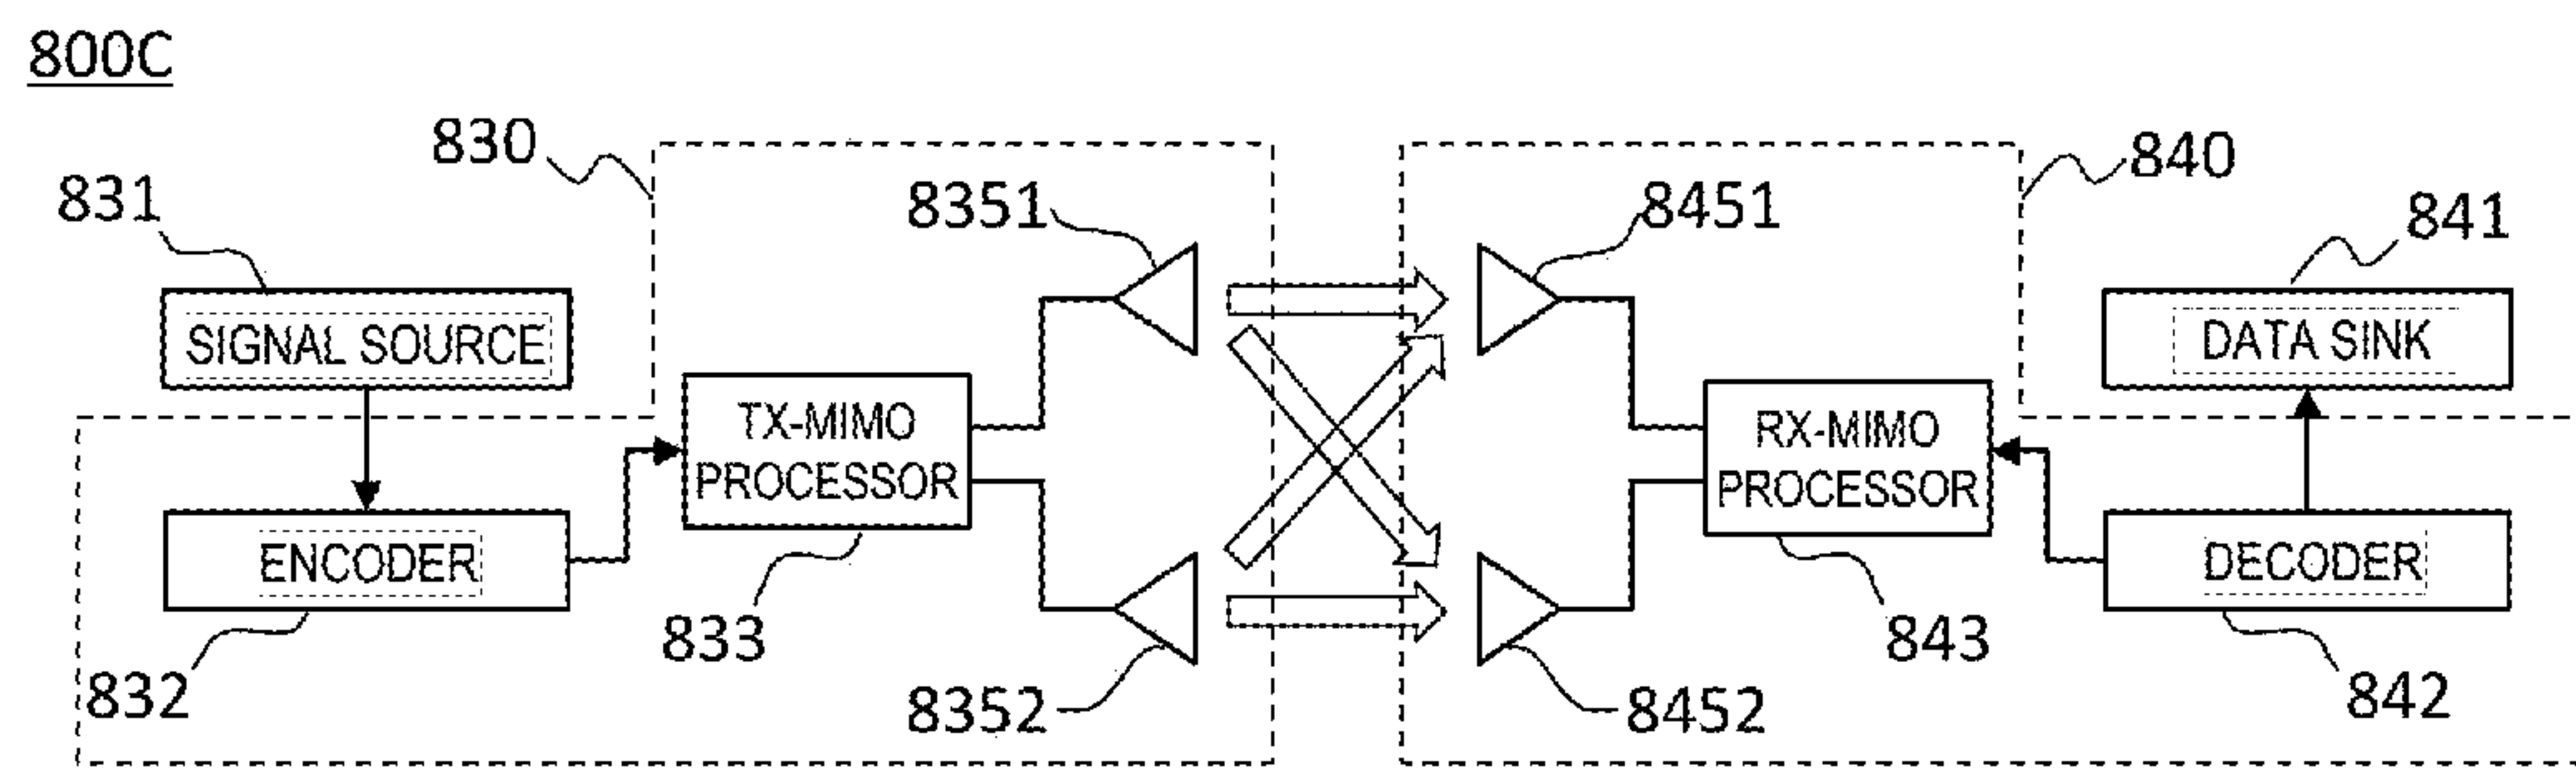 800C
830
840
831
8351
8451
841
SIGNAL SOURCE
DATA SINK
TX-MIMO
PROCESSOR
RX-MIMO
PROCESSOR
ENCODER
DECODER
833
843
832
8352
8452
842